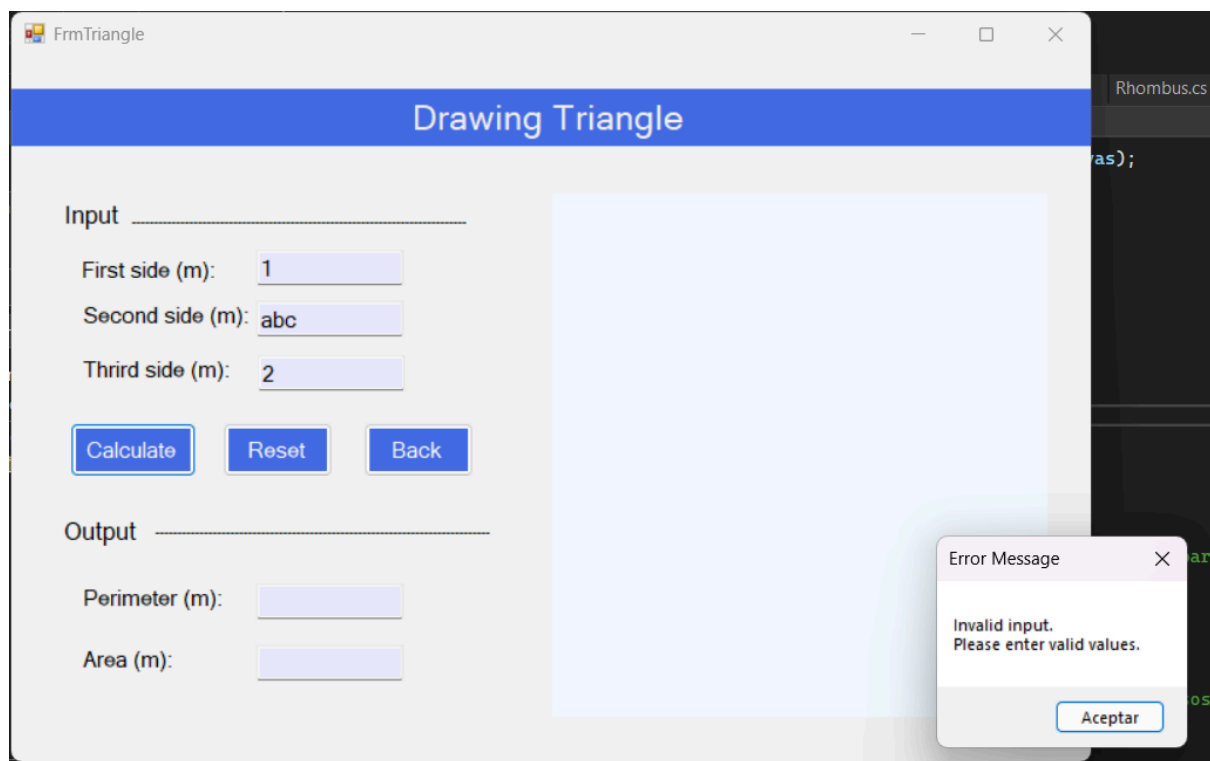 FrmTriangle
Rhombus.cs
Drawing Triangle
as);
Input
First side (m): 1
Second side (m): abc
Thrird side (m): 2
Calculate Reset Back
Output
Perimeter (m):
Area (m):
Error Message
Invalid input.
Please enter valid values.
Aceptar